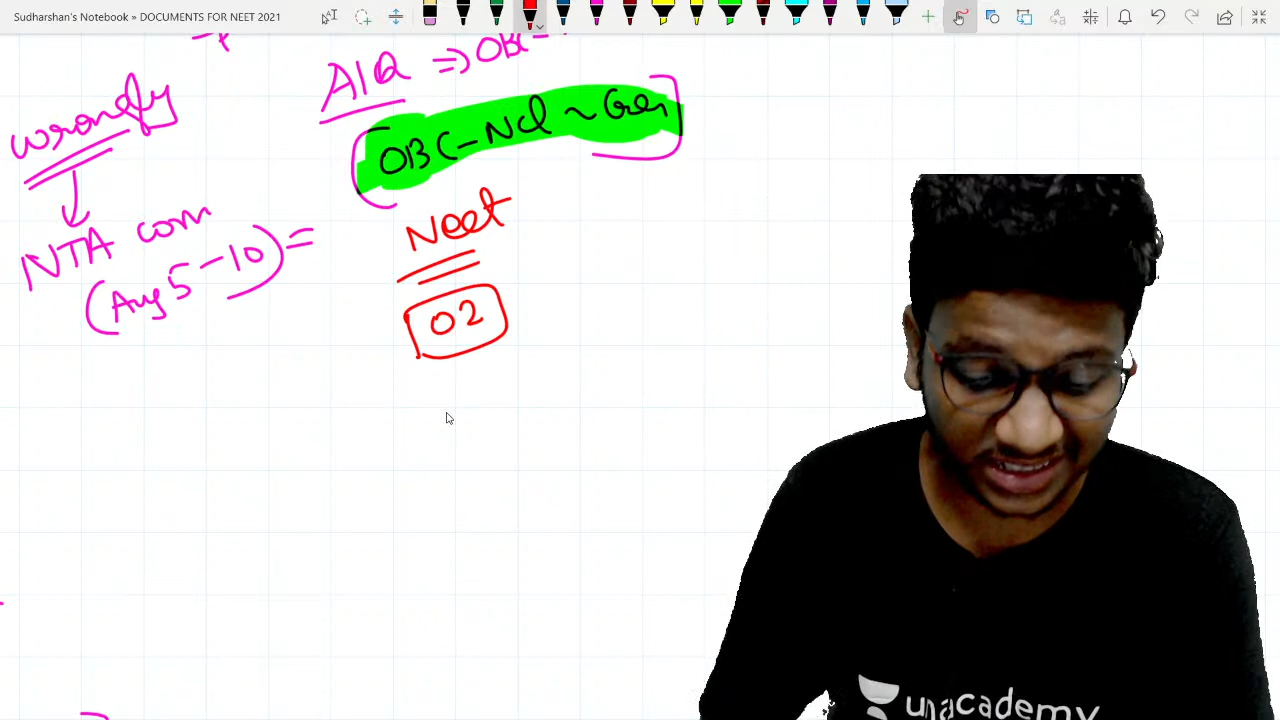 Sudharshan's Notebook » DOCUMENTS FOR NEET 2021
AIQ => OBC-
wrongly
OBC-Ncl ~ Gen
Neet
NTA corr
(Aug 5-10) =
02
unacademy